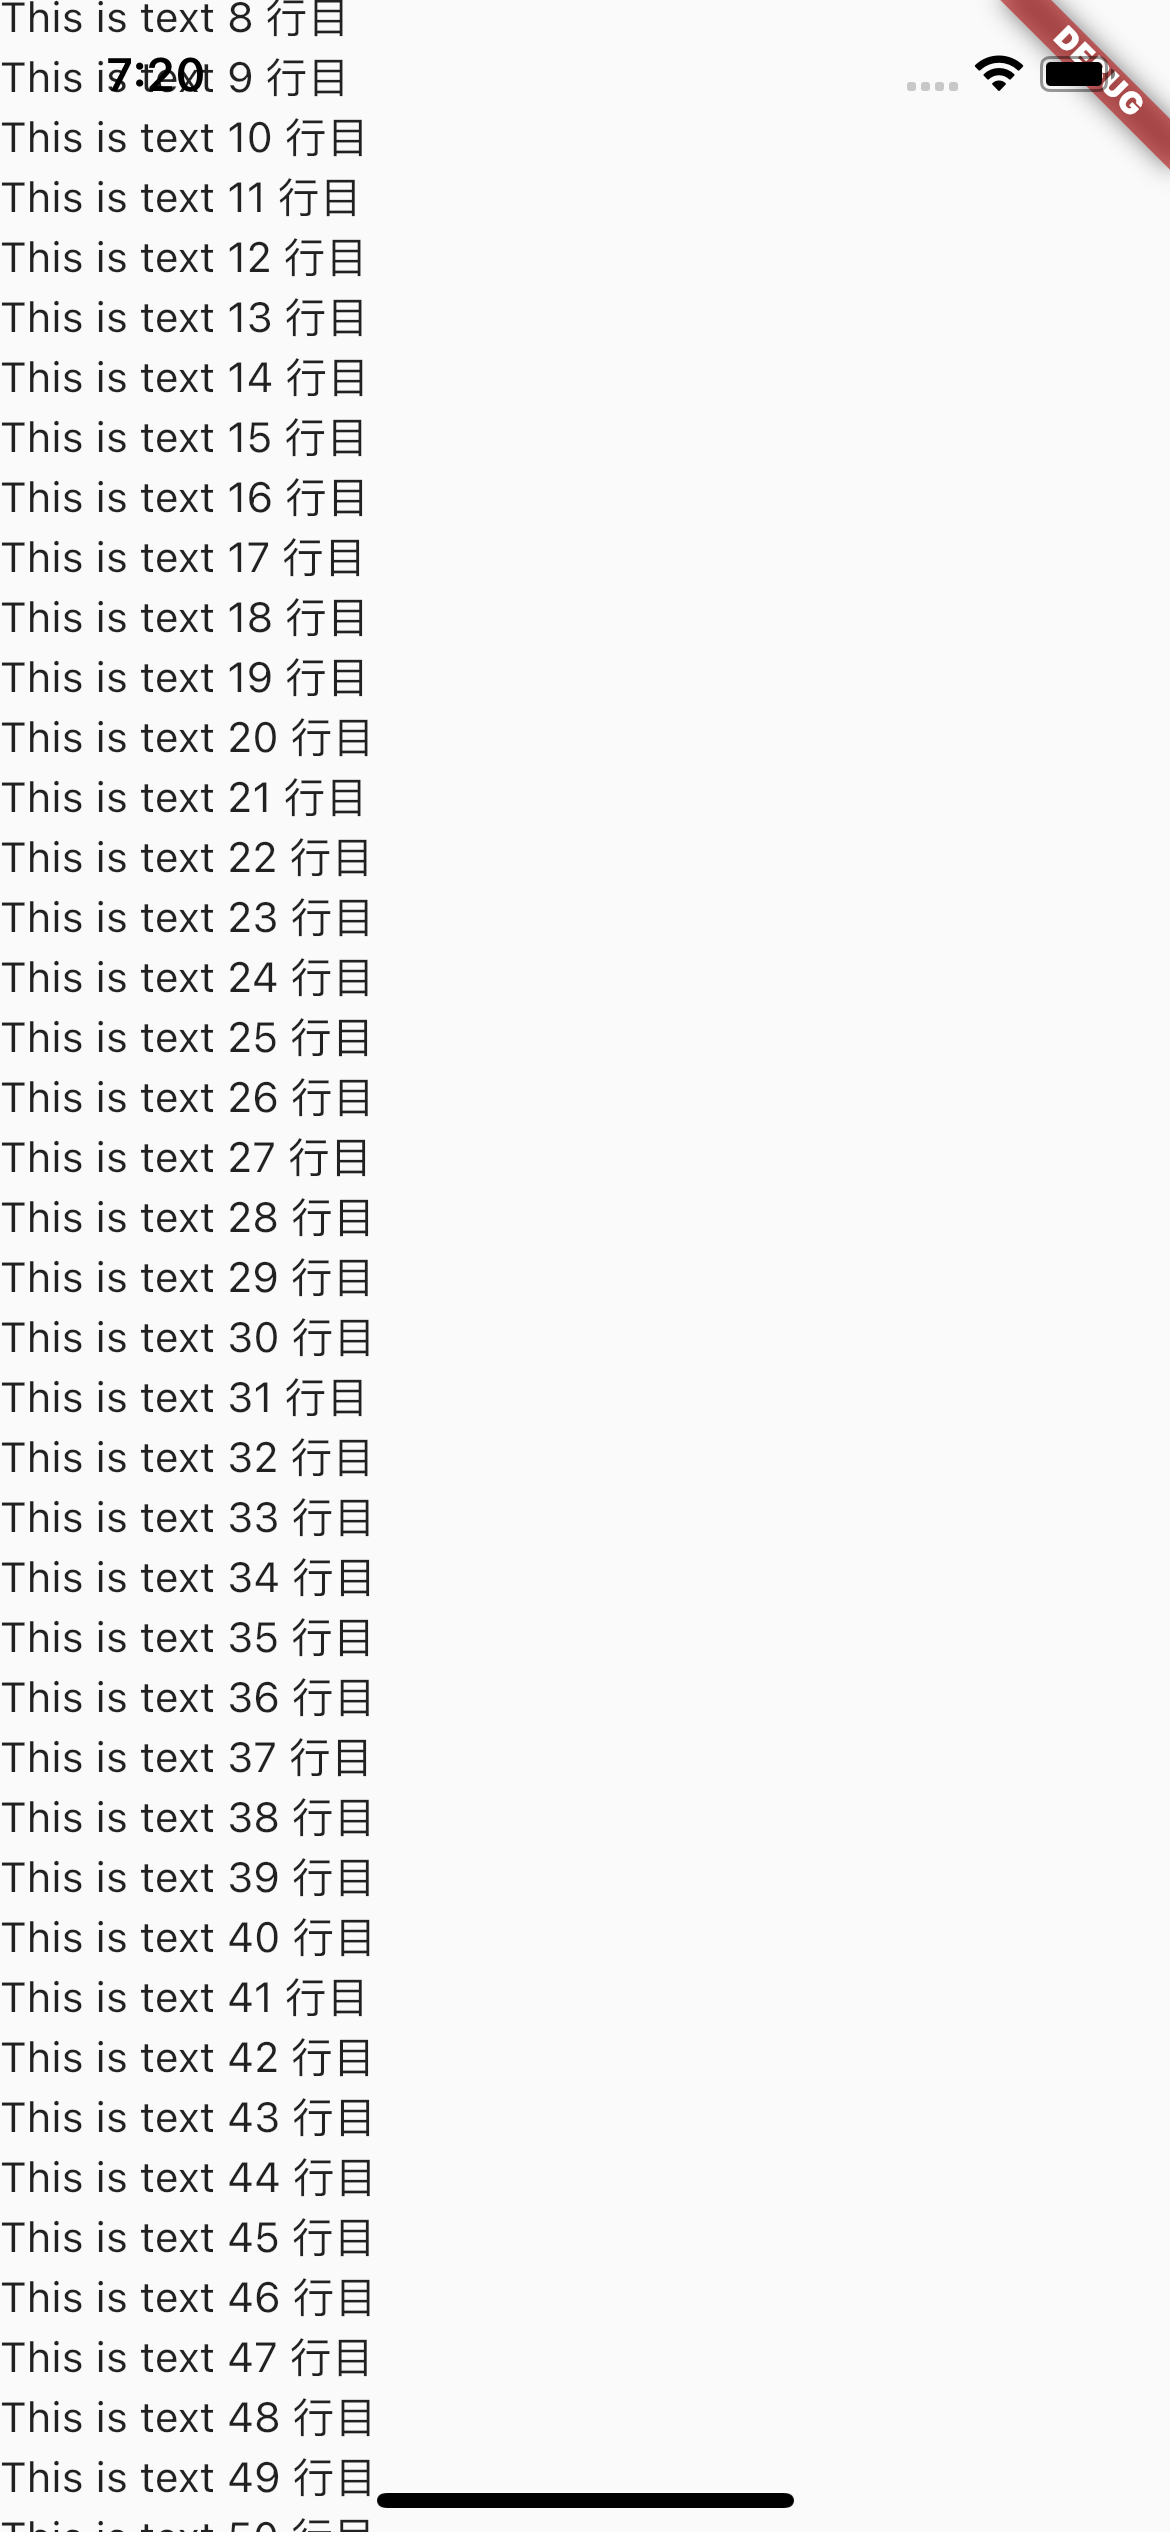 This is text 8 行目
7:20
This is text 9 行目
DEBUG
This is text 10 行目
This is text 11 行目
This is text 12 行目
This is text 13 行目
This is text 14 行目
This is text 15 行目
This is text 16 行目
This is text 17 行目
This is text 18 行目
This is text 19 行目
This is text 20 行目
This is text 21 行目
This is text 22 行目
This is text 23 行目
This is text 24 行目
This is text 25 行目
This is text 26 行目
This is text 27 行目
This is text 28 行目
This is text 29 行目
This is text 30 行目
This is text 31 行目
This is text 32 行目
This is text 33 行目
This is text 34 行目
This is text 35 行目
This is text 36 行目
This is text 37 行目
This is text 38 行目
This is text 39 行目
This is text 40 行目
This is text 41 行目
This is text 42 行目
This is text 43 行目
This is text 44 行目
This is text 45 行目
This is text 46 行目
This is text 47 行目
This is text 48 行目
This is text 49 行目
This is text 50 行目